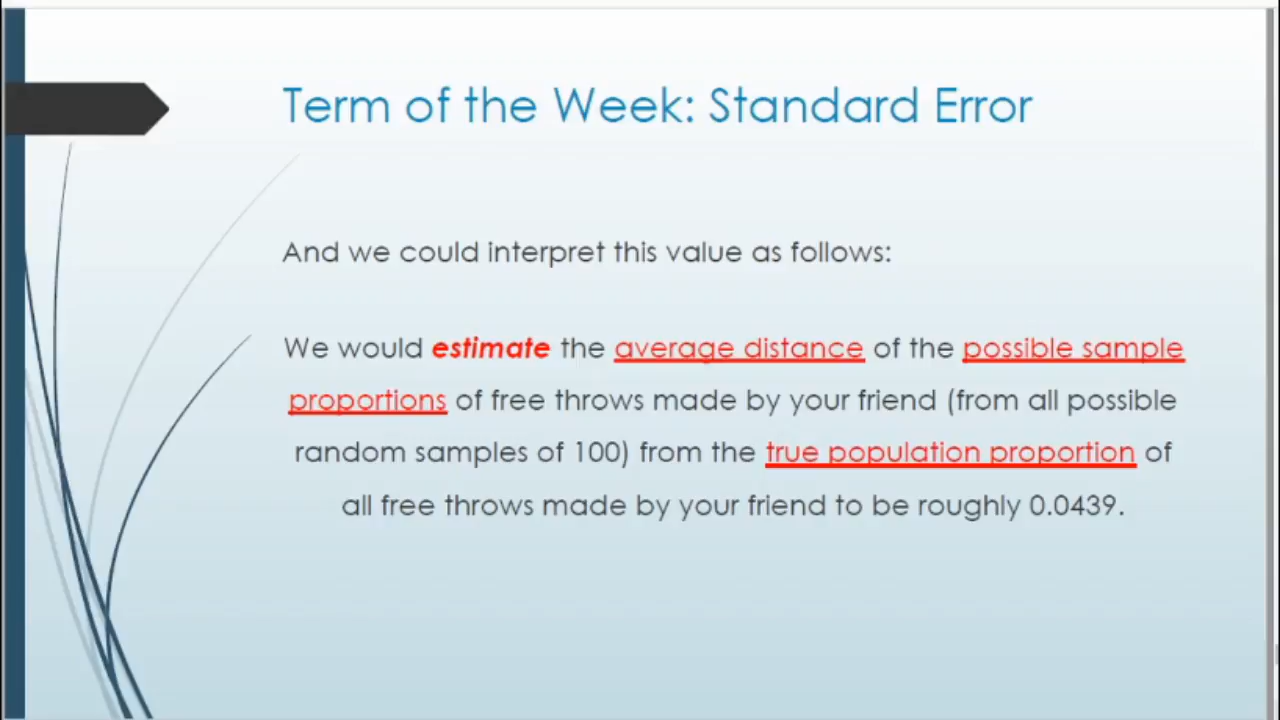 Term of the Week: Standard Error
And we could interpret this value as follows:
We would estimate the average distance of the possible sample
proportions of free throws made by your friend (from all possible
random samples of 100) from the true population proportion of
all free throws made by your friend to be roughly 0.0439.